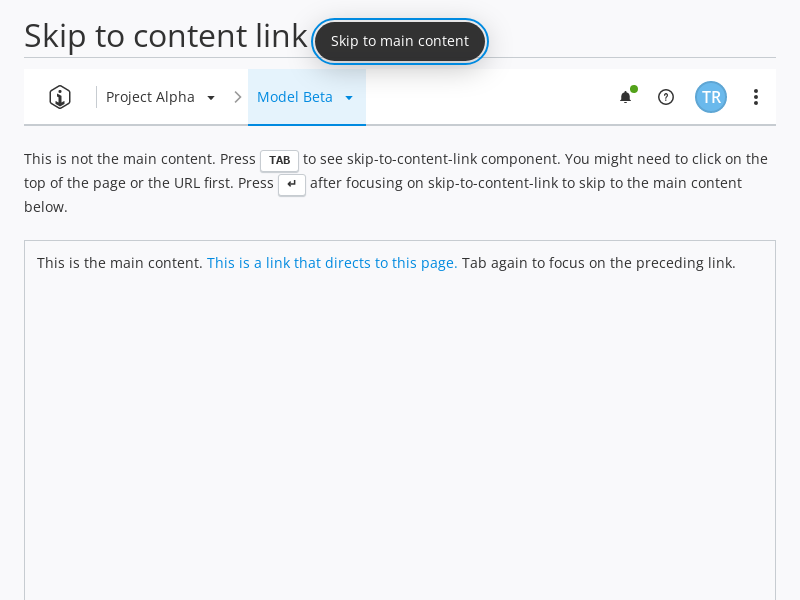 Skip to content link
Skip to main content
Project Alpha
Model Beta
TR
This is not the main content. Press TAB to see skip-to-content-link component. You might need to click on the
top of the page or the URL first. Press ↵ after focusing on skip-to-content-link to skip to the main content
below.
This is the main content. This is a link that directs to this page. Tab again to focus on the preceding link.